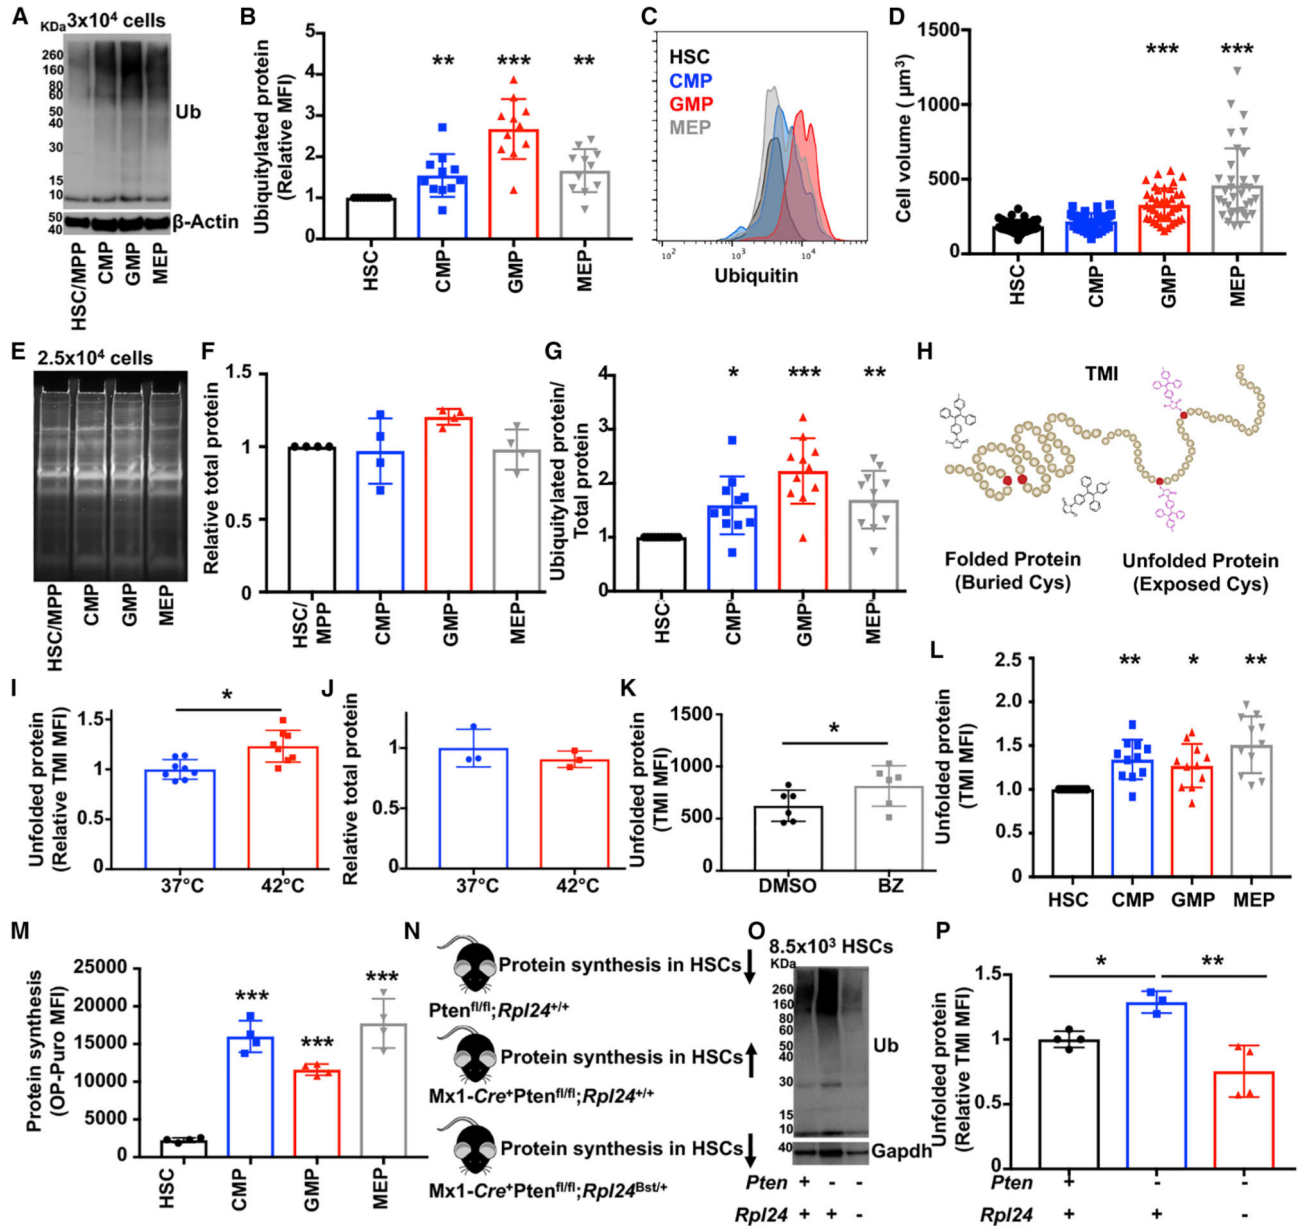 A
3x10⁴ cells
KDa
260
160
80
60
50
40
30
15
10
50
40
Ub
β-Actin
HSC/MPP
CMP
GMP
MEP
B
Ubiquitylated protein
(Relative MFI)
5
4
3
2
1
0
**
***
**
HSC
CMP
GMP
MEP
C
HSC
CMP
GMP
MEP
10²
10³
10⁴
Ubiquitin
D
Cell volume ( µm³)
1500
1000
500
0
***
***
HSC
CMP
GMP
MEP
E
2.5x10⁴ cells
HSC/MPP
CMP
GMP
MEP
F
Relative total protein
1.5
1
0.5
0
HSC/
MPP
CMP
GMP
MEP
G
Ubiquitylated protein/
Total protein
4
3
2
1
0
*
***
**
HSC
CMP
GMP
MEP
H
TMI
Folded Protein
(Buried Cys)
Unfolded Protein
(Exposed Cys)
I
Unfolded protein
(Relative TMI MFI)
1.5
1
0.5
0
*
37°C
42°C
J
Relative total protein
1
0.5
0
37°C
42°C
K
Unfolded protein
(TMI MFI)
1500
1000
500
0
*
DMSO
BZ
L
Unfolded protein
(TMI MFI)
2.5
2.0
1.5
1.0
0.5
0
**
*
**
HSC
CMP
GMP
MEP
M
Protein synthesis
(OP-Puro MFI)
25000
20000
15000
10000
5000
0
***
***
***
HSC
CMP
GMP
MEP
N
Protein synthesis in HSCs
Ptenfl/fl;Rpl24+/+
Protein synthesis in HSCs
Mx1-Cre+Ptenfl/fl;Rpl24+/+
Protein synthesis in HSCs
Mx1-Cre+Ptenfl/fl;Rpl24Bst/+
O
8.5x10³ HSCs
KDa
260
160
80
60
50
40
30
15
10
40
Ub
Gapdh
Pten + - -
Rpl24 + + -
P
Unfolded protein
(Relative TMI MFI)
1.5
1
0.5
0
*
**
Pten + - -
Rpl24 + + -